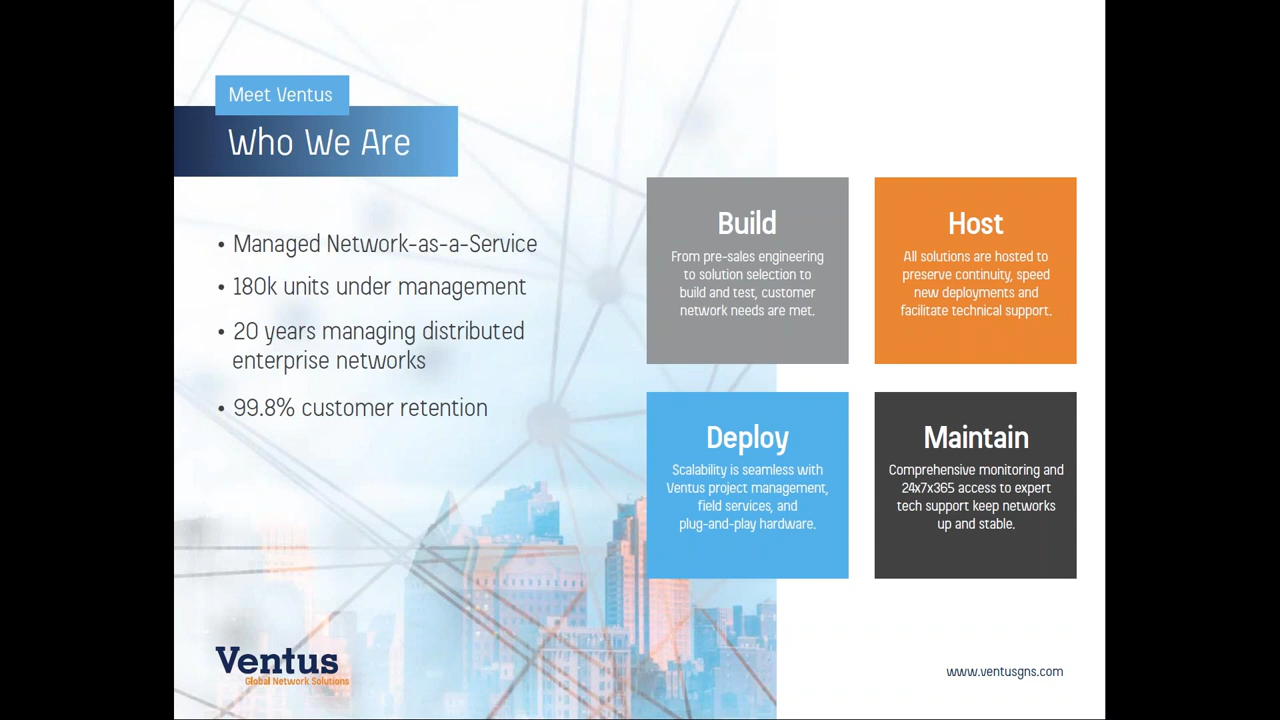 Meet Ventus
Who We Are
• Managed Network-as-a-Service
• 180k units under management
• 20 years managing distributed
enterprise networks
• 99.8% customer retention
Build
From pre-sales engineering
to solution selection to
build and test, customer
network needs are met.
Host
All solutions are hosted to
preserve continuity, speed
new deployments and
facilitate technical support.
Deploy
Scalability is seamless with
Ventus project management,
field services, and
plug-and-play hardware.
Maintain
Comprehensive monitoring and
24x7x365 access to expert
tech support keep networks
up and stable.
Ventus
Global Network Solutions
www.ventusgns.com